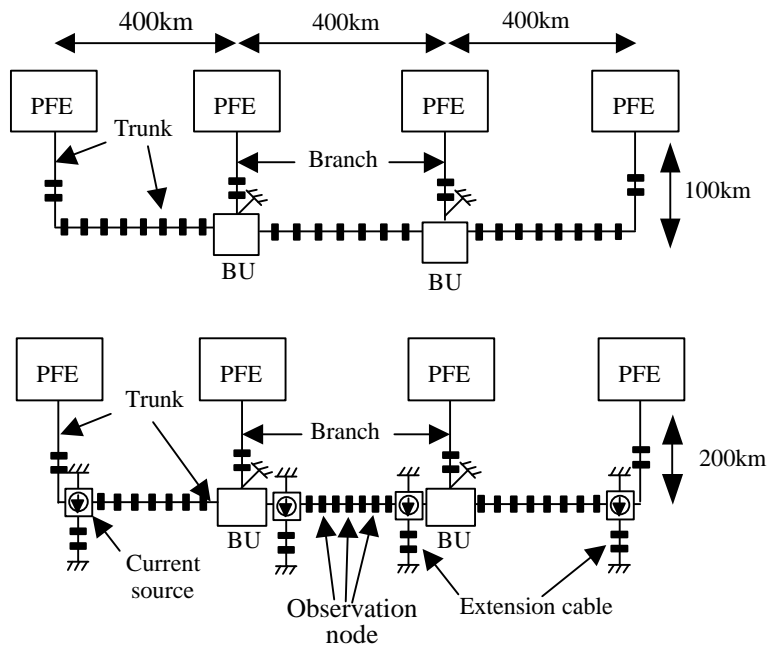 400km
400km
400km
PFE
PFE
PFE
PFE
Trunk
Branch
100km
BU
BU
PFE
PFE
PFE
PFE
Trunk
Branch
200km
BU
BU
Current
source
Observation
node
Extension cable